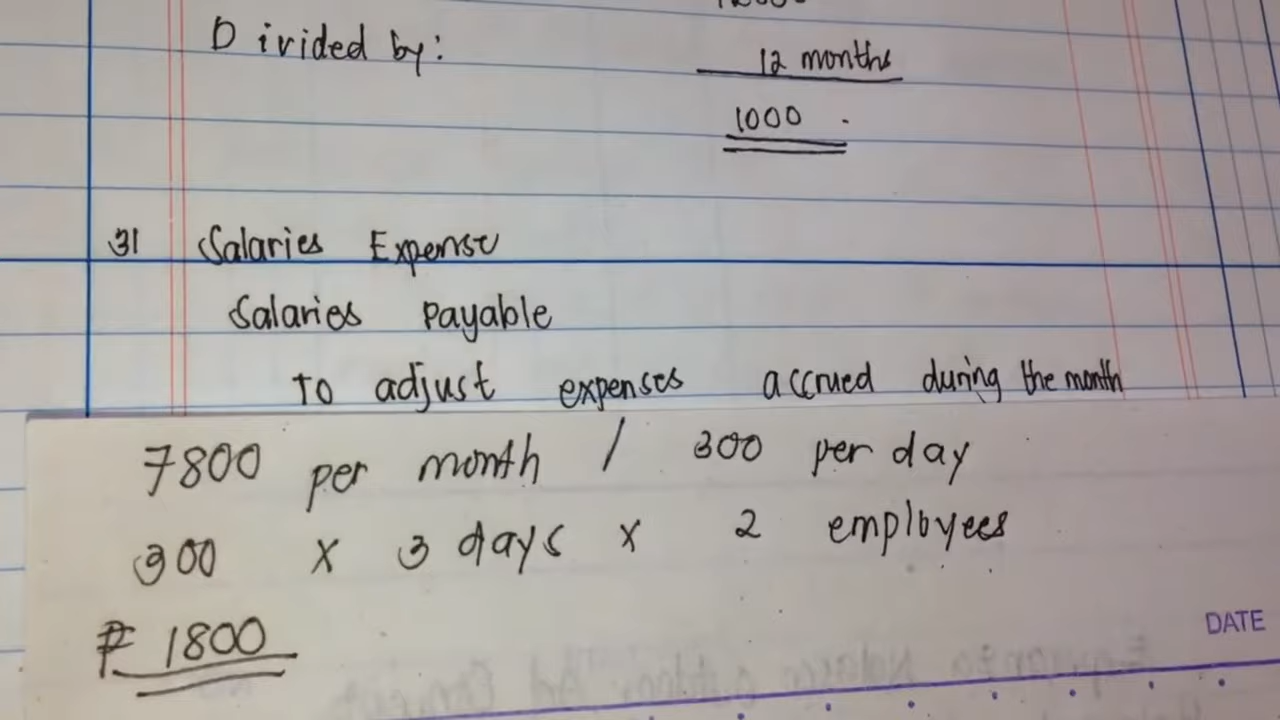 Divided by: 12 months
1000
31 Salaries Expense
Salaries Payable
To adjust expenses accrued during the month
7800 per month / 300 per day
300 x 3 days x 2 employees
₱ 1800
DATE